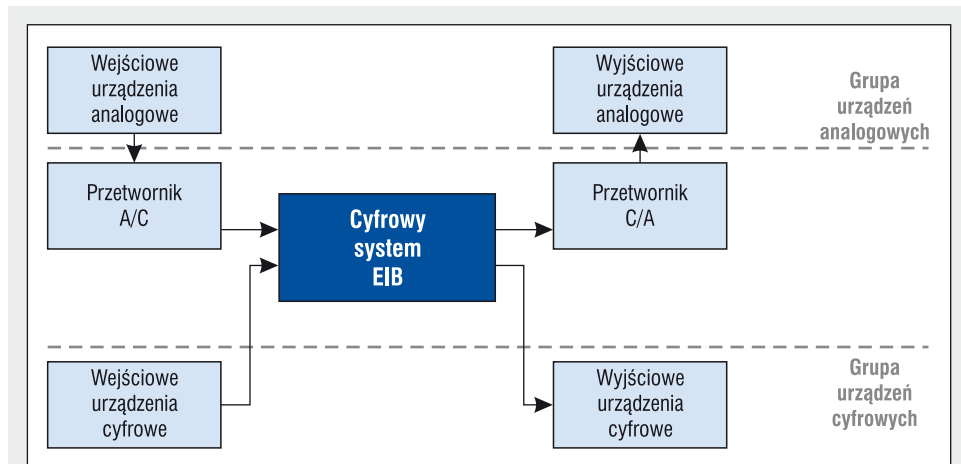 Wejściowe
urządzenia
analogowe
Wyjściowe
urządzenia
analogowe
Grupa
urządzeń
analogowych
Przetwornik
A/C
Cyfrowy
system
EIB
Przetwornik
C/A
Wejściowe
urządzenia
cyfrowe
Wyjściowe
urządzenia
cyfrowe
Grupa
urządzeń
cyfrowych